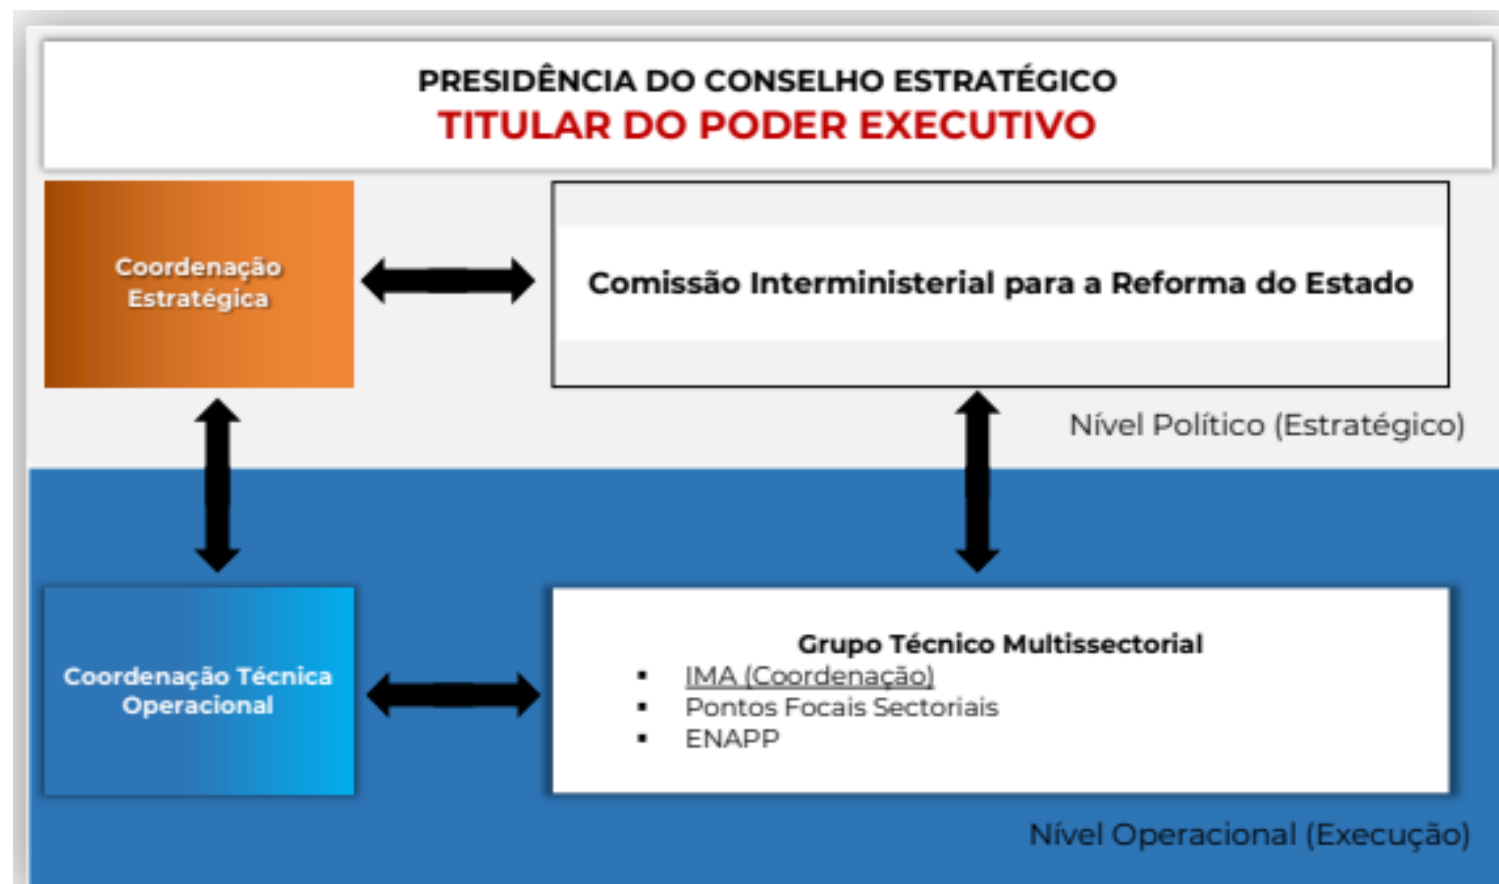 PRESIDÊNCIA DO CONSELHO ESTRATÉGICO
TITULAR DO PODER EXECUTIVO
Coordenação
Estratégica
Comissão Interministerial para a Reforma do Estado
Nível Político (Estratégico)
Coordenação Técnica
Operacional
Grupo Técnico Multissectorial
▪ IMA (Coordenação)
▪ Pontos Focais Sectoriais
▪ ENAPP
Nível Operacional (Execução)